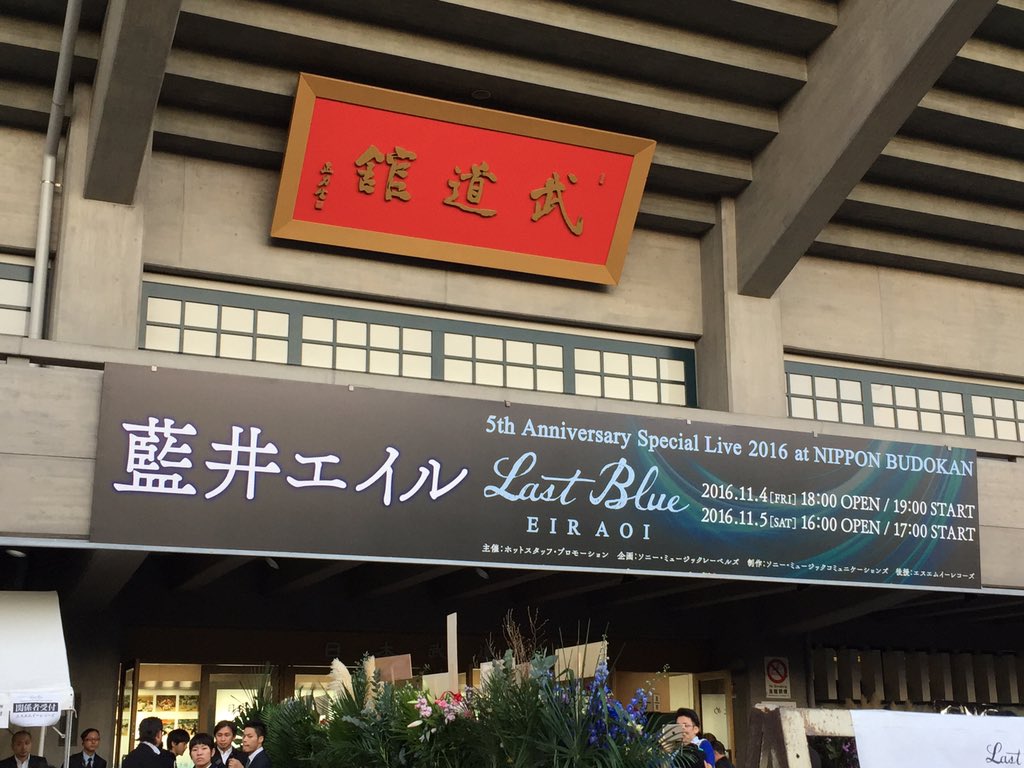 武道館
藍井エイル
5th Anniversary Special Live 2016 at NIPPON BUDOKAN
Last Blue
EIR AOI
2016.11.4[FRI] 18:00 OPEN / 19:00 START
2016.11.5[SAT] 16:00 OPEN / 17:00 START
主催:ホットスタッフ・プロモーション 企画:ソニー・ミュージックレーベルズ 制作:ソニー・ミュージックコミュニケーションズ 後援:エスエムイーレコーズ
関係者受付
Last